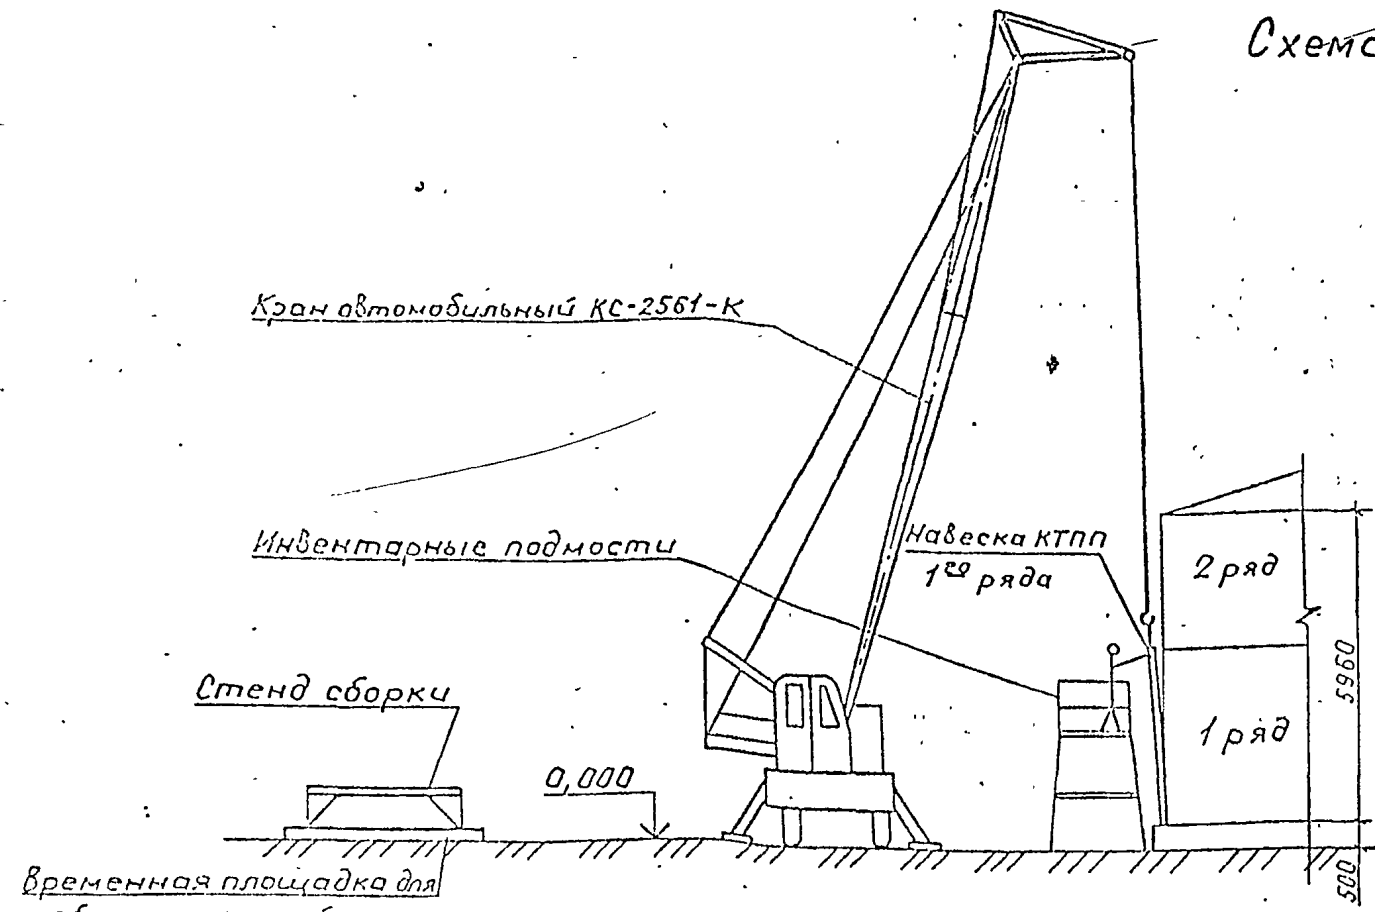 Схема
Кран автомобильный КС-2561-К
Инвентарные подмости
Навеска КТПП
1го ряда
2 ряд
5960
Стенд сборки
1 ряд
0,000
500
Временная площадка для